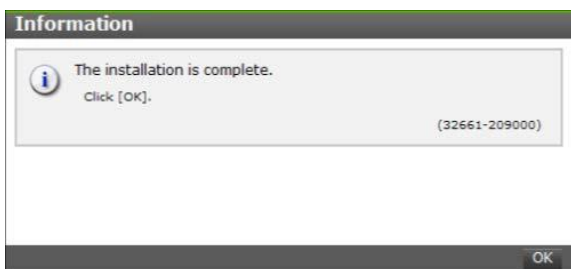 Information
The installation is complete.
Click [OK].
(32661-209000)
OK